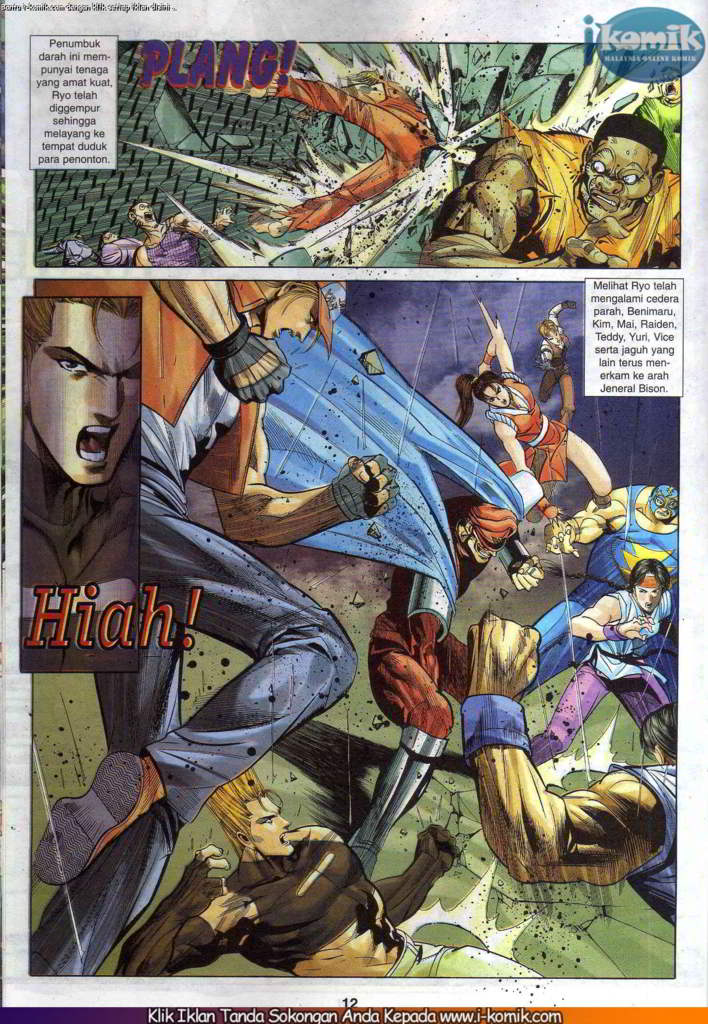 i-komik
MALAYSIA ONLINE KOMIK
Penumbuk
darah ini mem-
punyai tenaga
yang amat kuat,
Ryo telah
diggempur
sehingga
melayang ke
tempat duduk
para penonton.
PLANG!
Melihat Ryo telah
mengalami cedera
parah, Benimaru,
Kim, Mai, Raiden,
Teddy, Yuri, Vice
serta jaguh yang
lain terus men-
erkam ke arah
Jeneral Bison.
Hiah!
12
Klik Iklan Tanda Sokongan Anda Kepada www.i-komik.com